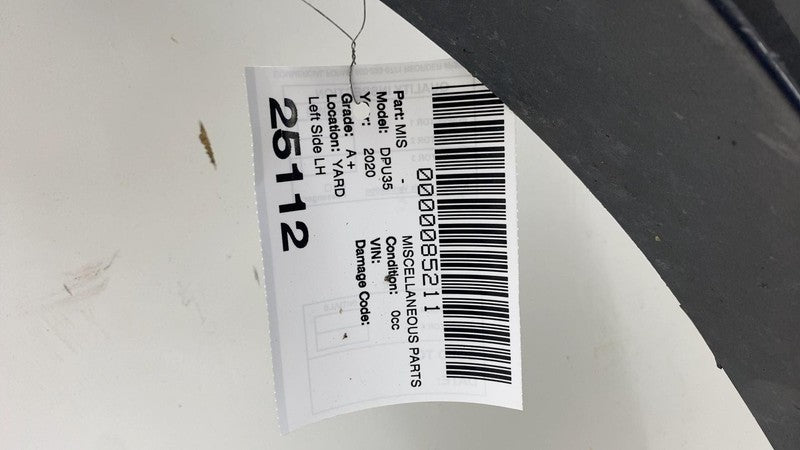 0000085211
Part: MIS - MISCELLANEOUS PARTS
Model: DPU35 Condition: 0cc
Year: 2020 VIN:
Grade: A+ Damage Code:
Location: YARD
Left Side LH
25112